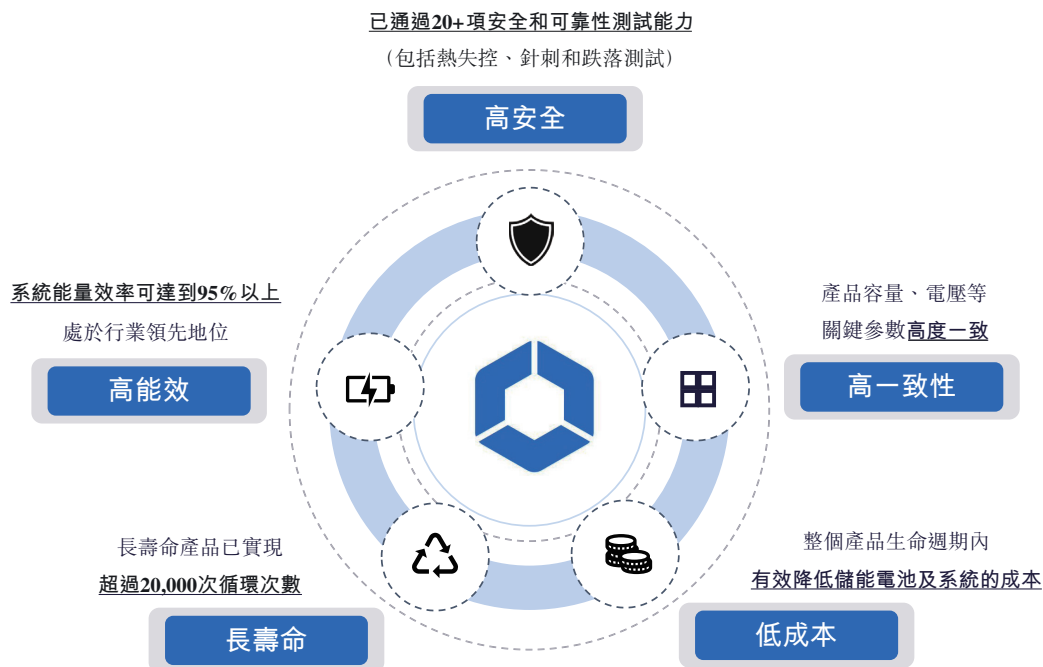 已通過20+項安全和可靠性測試能力
（包括熱失控、針刺和跌落測試）
高安全
系統能量效率可達到95%以上
處於行業領先地位
高能效
產品容量、電壓等
關鍵參數高度一致
高一致性
長壽命產品已實現
超過20,000次循環次數
長壽命
整個產品生命週期內
有效降低儲能電池及系統的成本
低成本